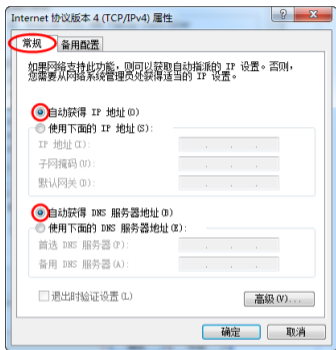 Internet 协议版本 4 (TCP/IPv4) 属性
常规 备用配置
如果网络支持此功能，则可以获取自动指派的 IP 设置。否则，
您需要从网络系统管理员处获得适当的 IP 设置。
自动获得 IP 地址(O)
使用下面的 IP 地址(S):
IP 地址(I):
子网掩码(U):
默认网关(D):
自动获得 DNS 服务器地址(B)
使用下面的 DNS 服务器地址(E):
首选 DNS 服务器(P):
备用 DNS 服务器(A):
退出时验证设置(L)
高级(V)...
确定 取消